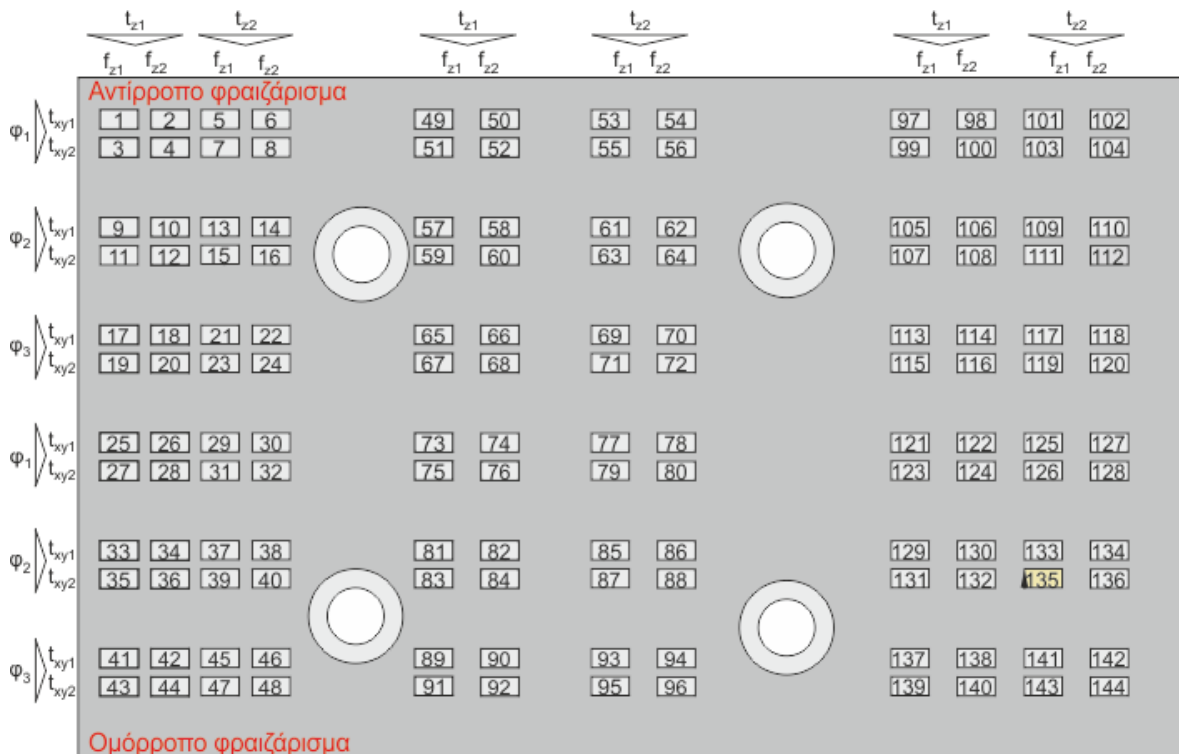 t_z1 t_z2 t_z1 t_z2 t_z1 t_z2
f_z1 f_z2 f_z1 f_z2 f_z1 f_z2 f_z1 f_z2 f_z1 f_z2 f_z1 f_z2
Αντίρροπο φραιζάρισμα
φ_1 t_xy1 1 2 5 6 49 50 53 54 97 98 101 102
t_xy2 3 4 7 8 51 52 55 56 99 100 103 104
φ_2 t_xy1 9 10 13 14 57 58 61 62 105 106 109 110
t_xy2 11 12 15 16 59 60 63 64 107 108 111 112
φ_3 t_xy1 17 18 21 22 65 66 69 70 113 114 117 118
t_xy2 19 20 23 24 67 68 71 72 115 116 119 120
φ_1 t_xy1 25 26 29 30 73 74 77 78 121 122 125 127
t_xy2 27 28 31 32 75 76 79 80 123 124 126 128
φ_2 t_xy1 33 34 37 38 81 82 85 86 129 130 133 134
t_xy2 35 36 39 40 83 84 87 88 131 132 135 136
φ_3 t_xy1 41 42 45 46 89 90 93 94 137 138 141 142
t_xy2 43 44 47 48 91 92 95 96 139 140 143 144
Ομόρροπο φραιζάρισμα